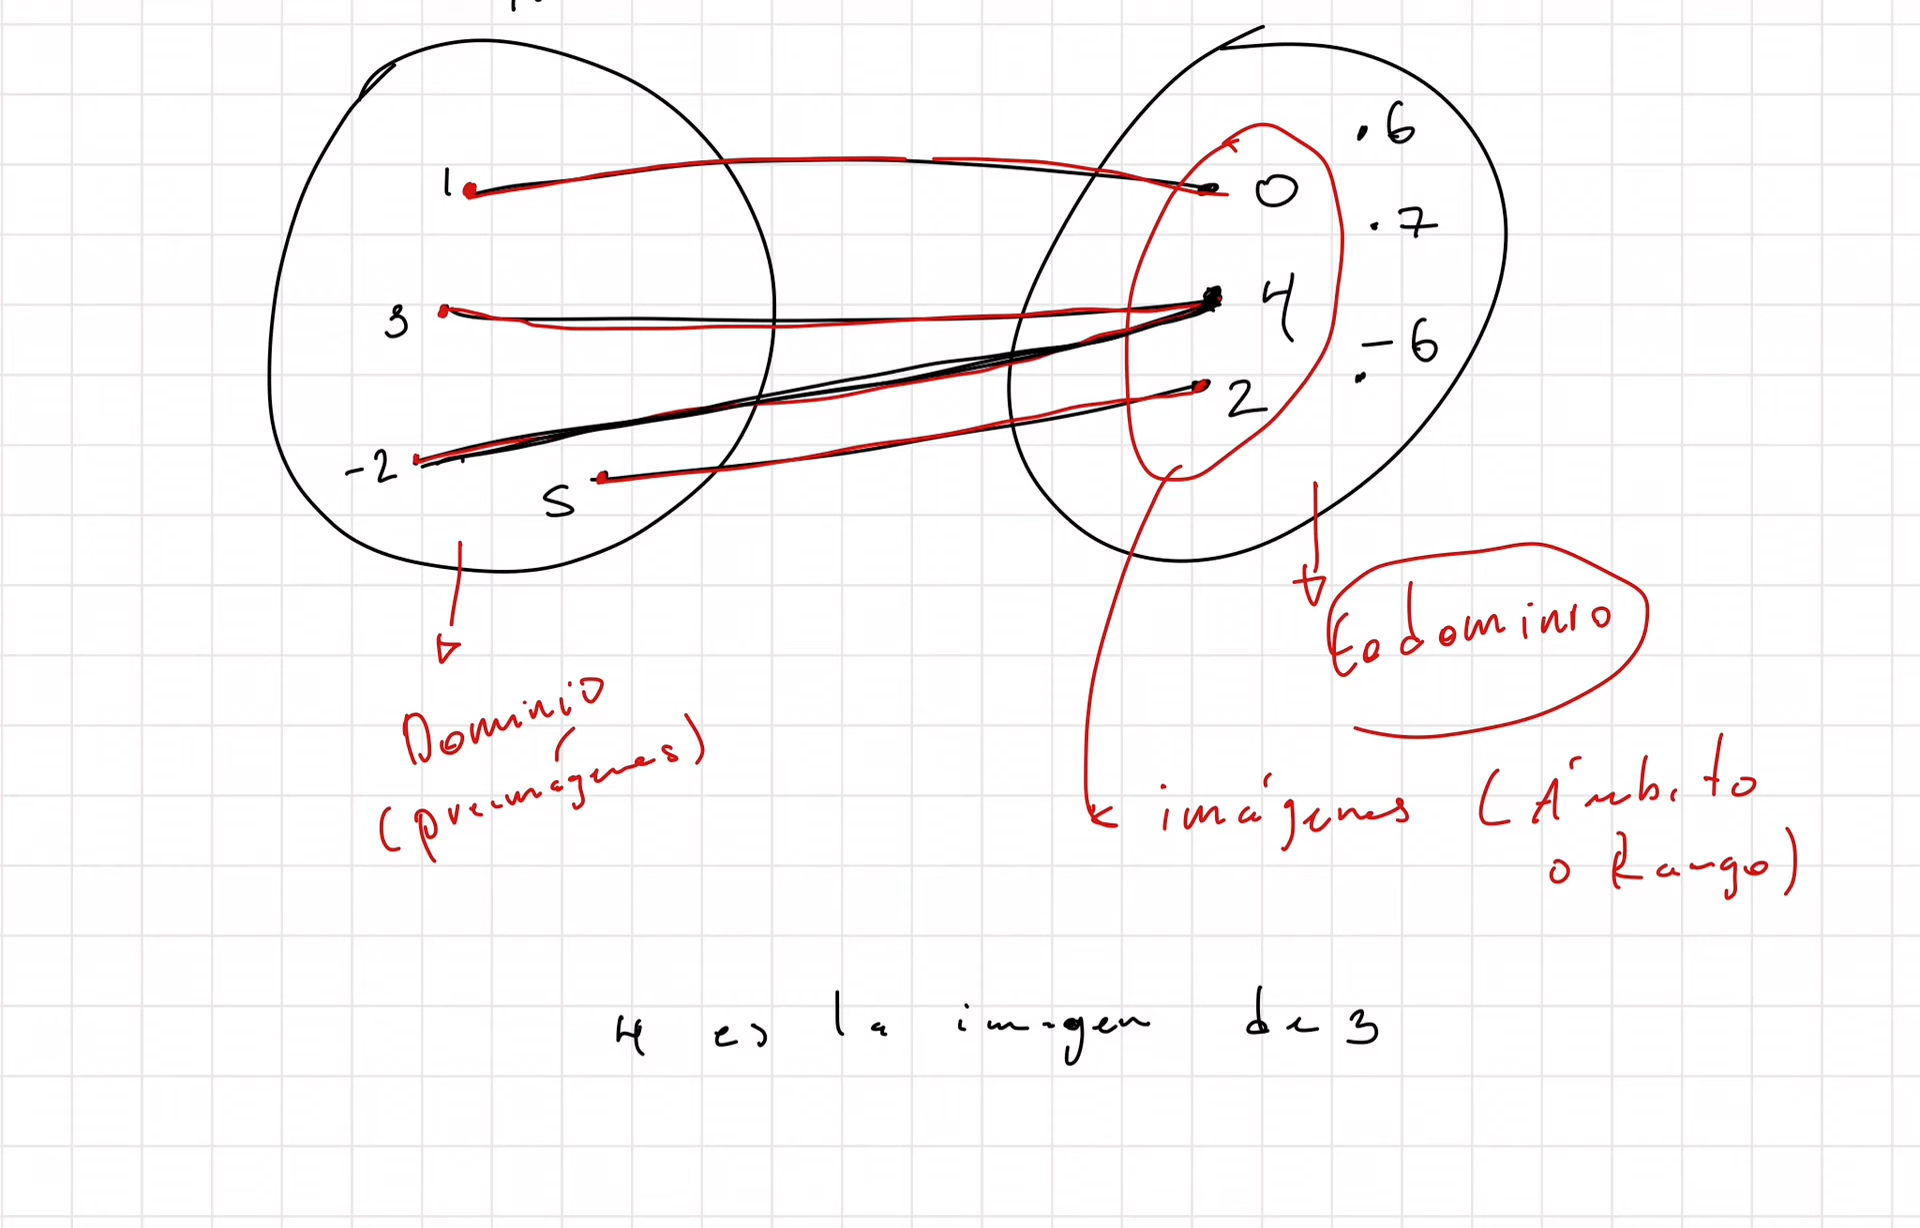 1
3
-2
5
0
4
2
.6
.7
-6
Dominio
(preimágenes)
Codominio
imágenes (Ámbito
o Rango)
4 es la imagen de 3